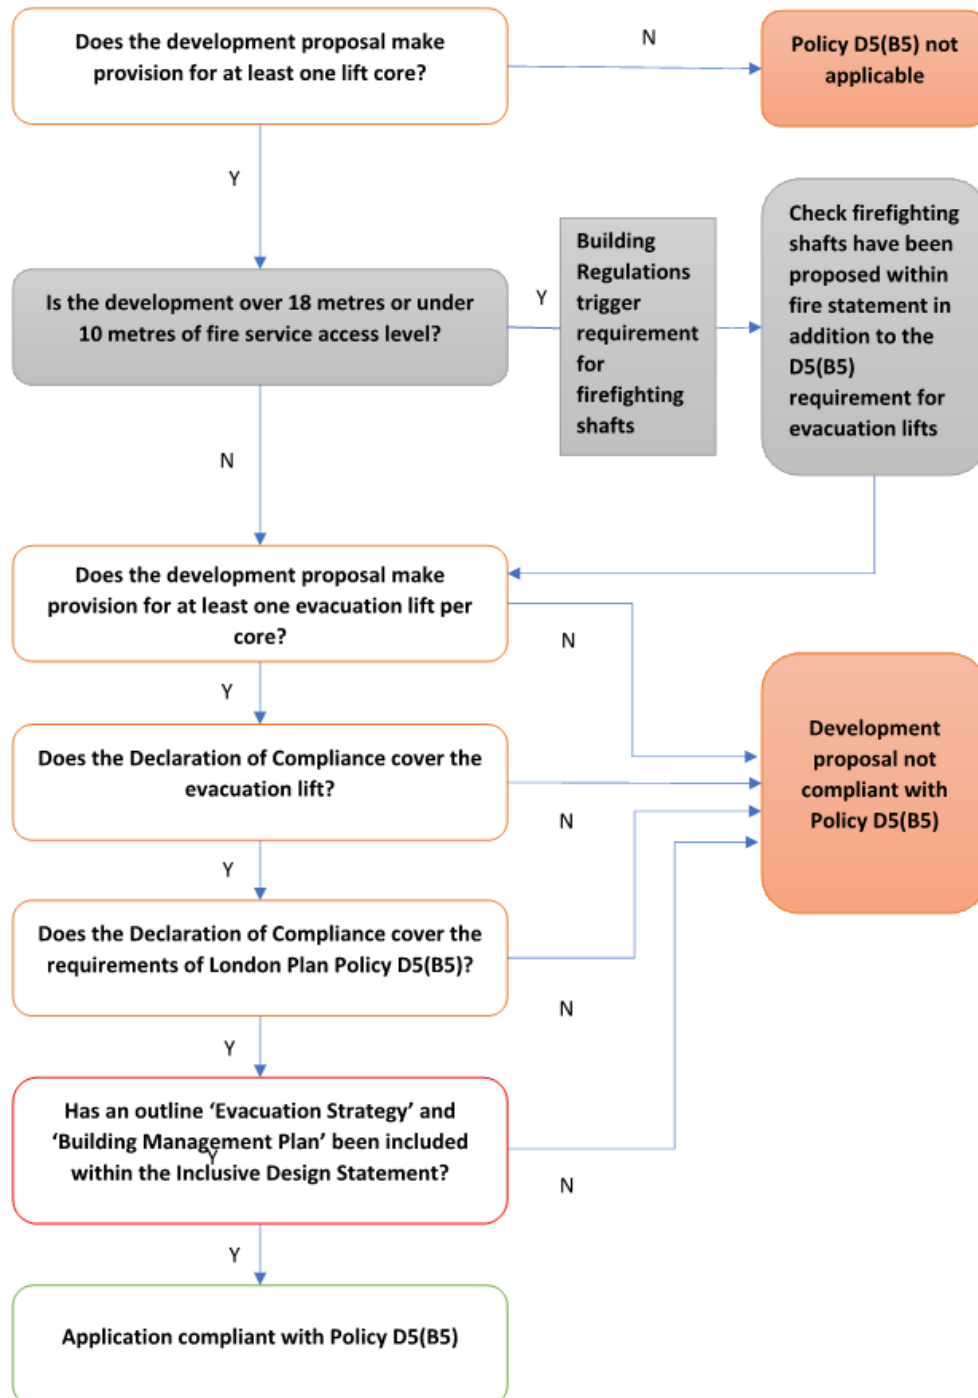 Does the development proposal make
provision for at least one lift core?
N
Policy D5(B5) not
applicable
Y
Is the development over 18 metres or under
10 metres of fire service access level?
Y
Building
Regulations
trigger
requirement
for
firefighting
shafts
Check firefighting
shafts have been
proposed within
fire statement in
addition to the
D5(B5)
requirement for
evacuation lifts
N
Does the development proposal make
provision for at least one evacuation lift per
core?
N
Y
Does the Declaration of Compliance cover the
evacuation lift?
N
Development
proposal not
compliant with
Policy D5(B5)
Y
Does the Declaration of Compliance cover the
requirements of London Plan Policy D5(B5)?
N
Y
Has an outline ‘Evacuation Strategy’ and
‘Building Management Plan’ been included
Y
within the Inclusive Design Statement?
N
Y
Application compliant with Policy D5(B5)